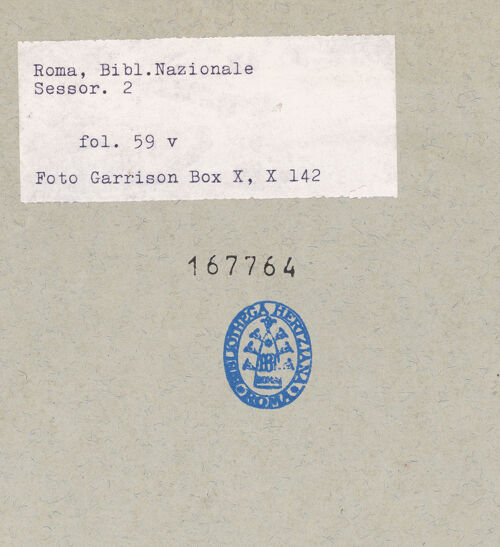 Roma, Bibl.Nazionale
Sessor. 2
fol. 59 v
Foto Garrison Box X, X 142
167764
BIBLIOTHECA HERTZIANA ROM